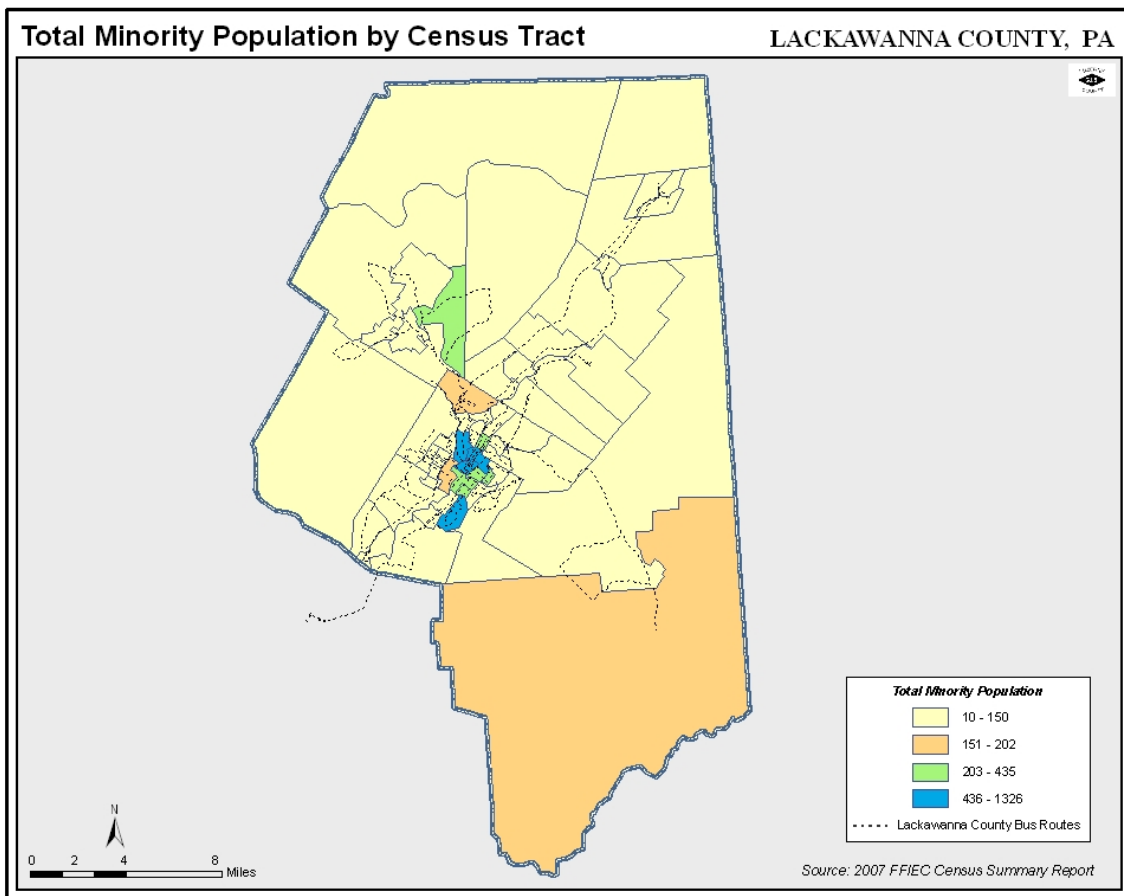 Total Minority Population by Census Tract
LACKAWANNA COUNTY, PA
Total Minority Population
10 - 150
151 - 202
203 - 435
436 - 1326
Lackawanna County Bus Routes
N
0 2 4 8
Miles
Source: 2007 FFIEC Census Summary Report